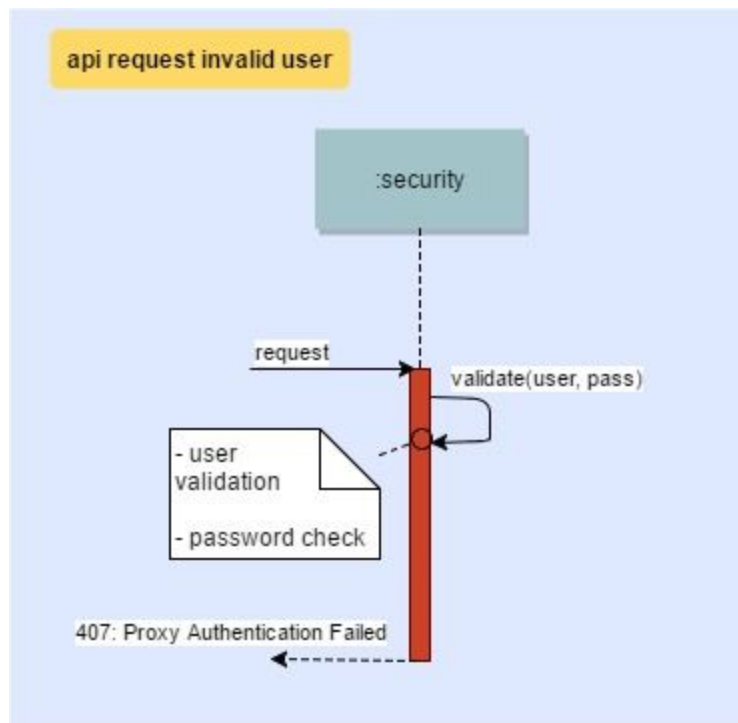 api request invalid user
:security
request
validate(user, pass)
- user
validation
- password check
407: Proxy Authentication Failed